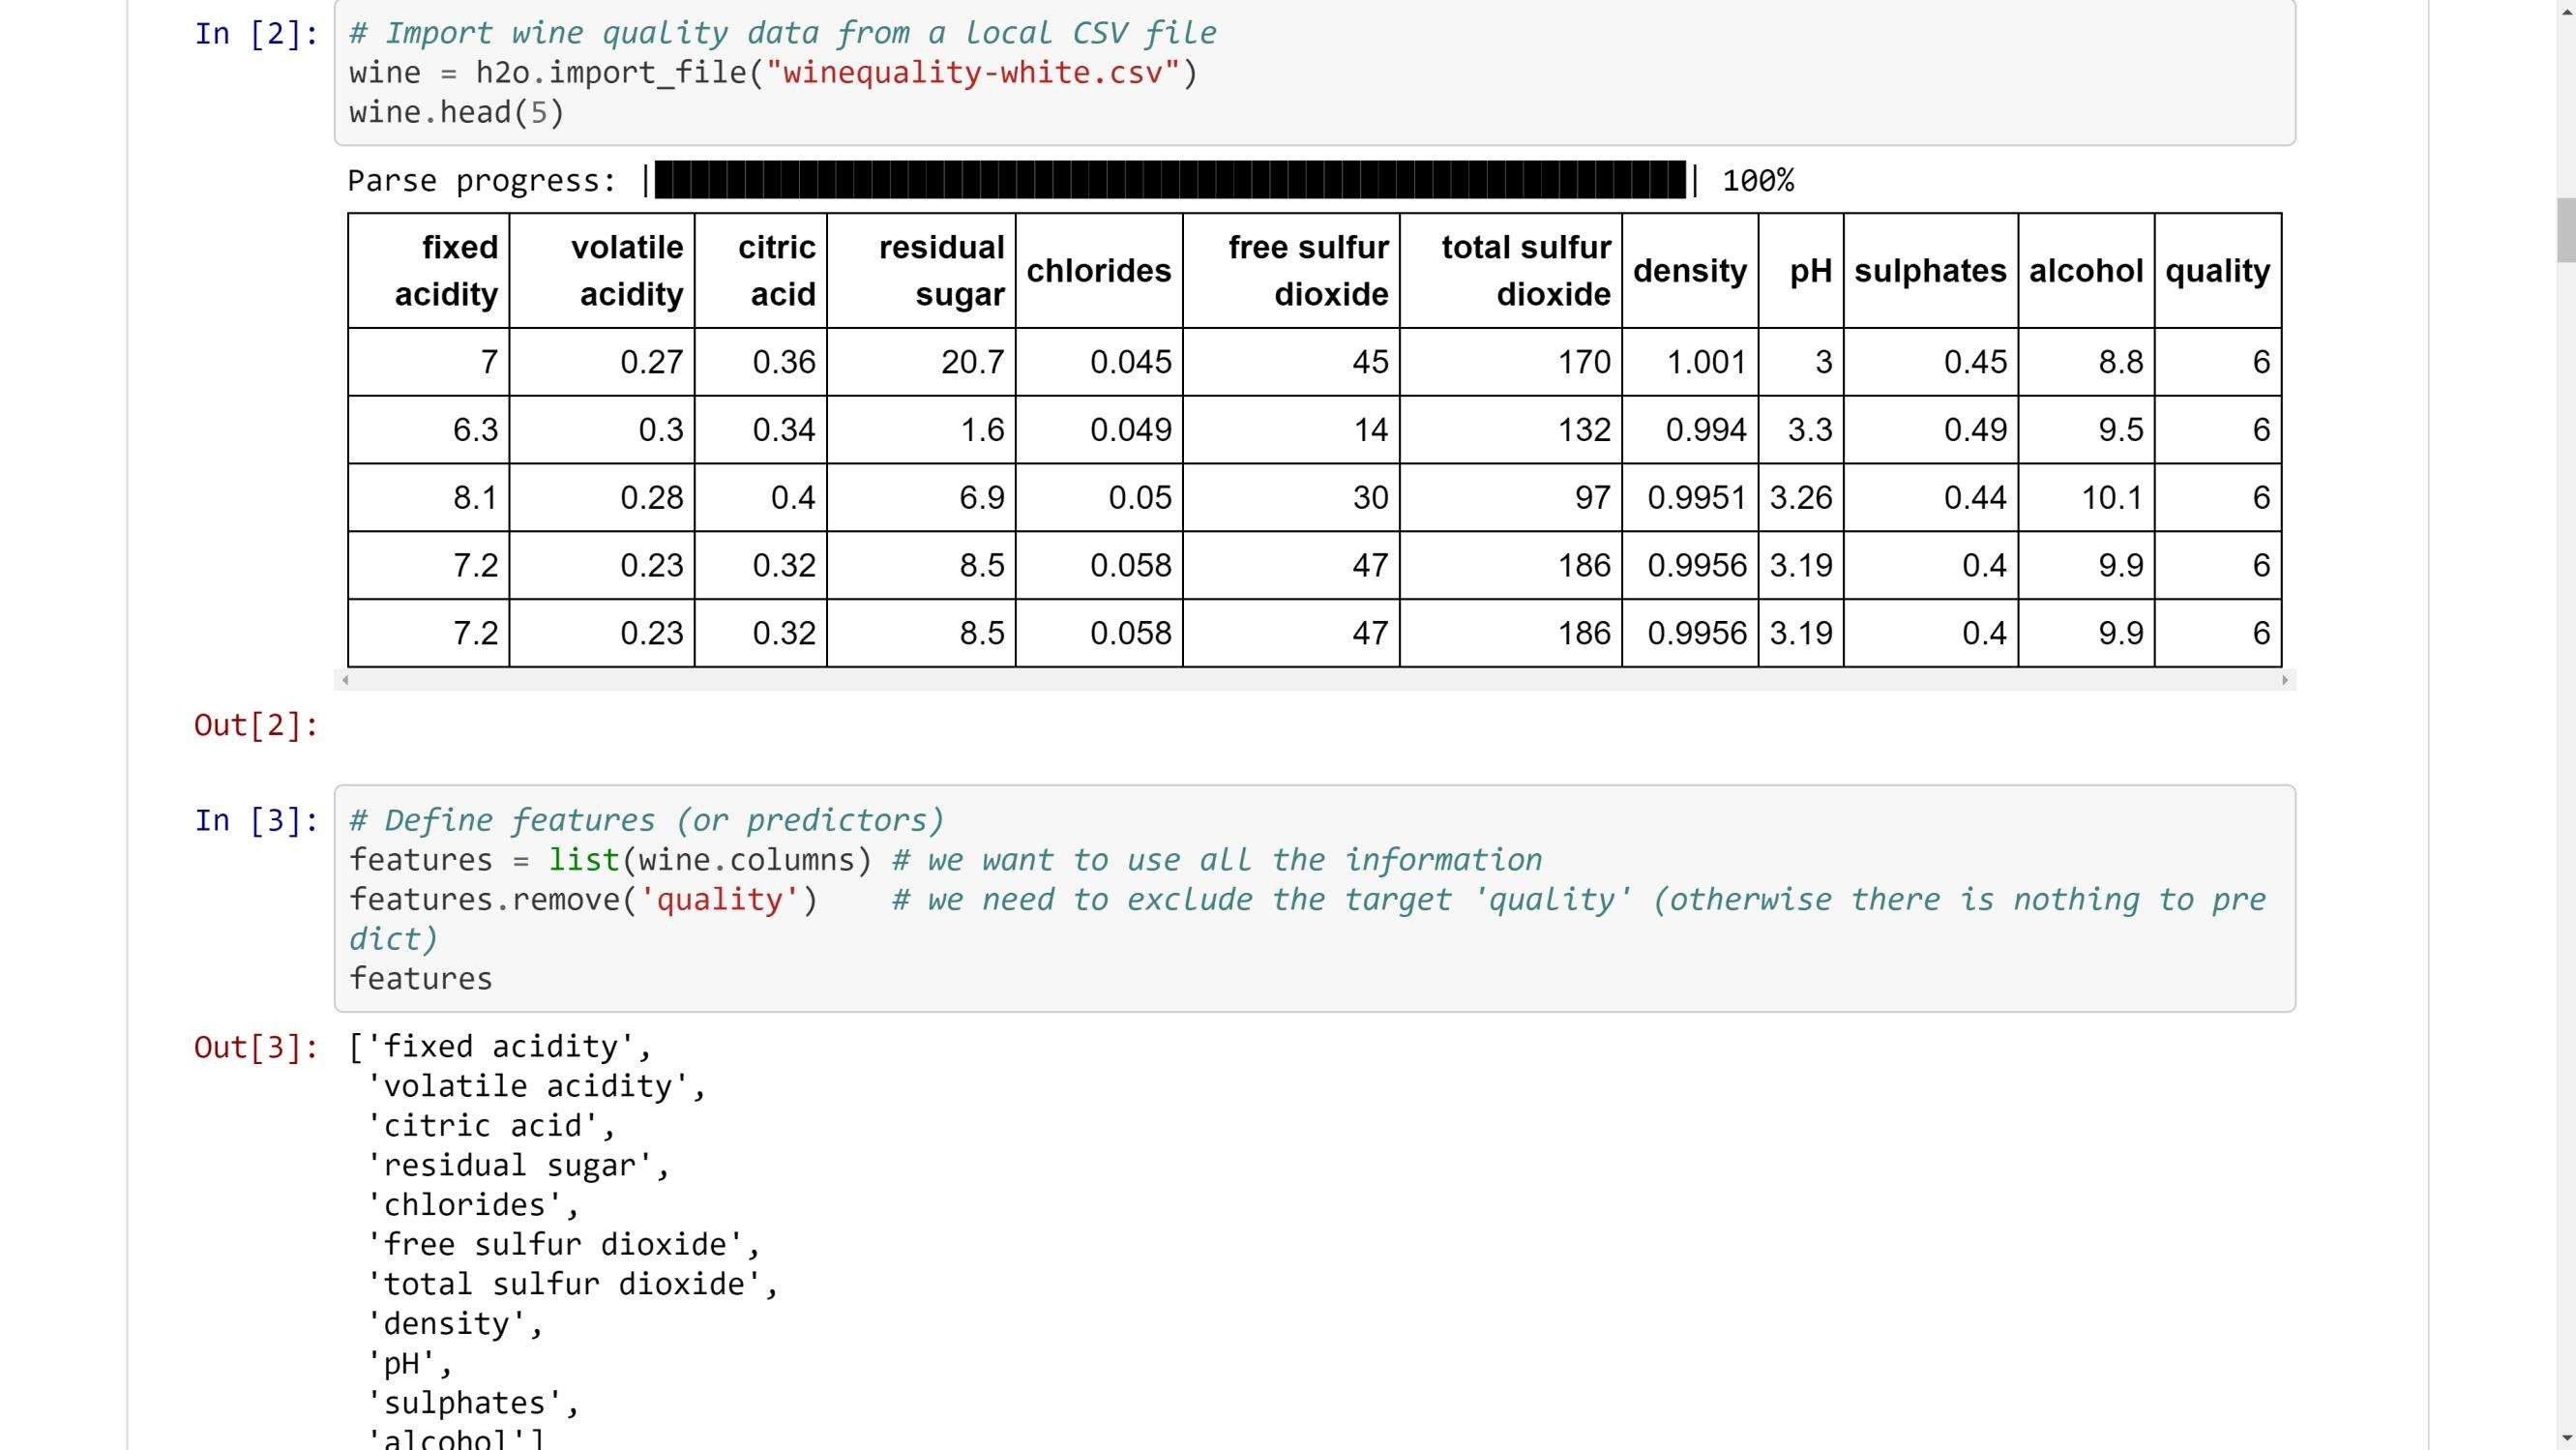 In [2]: # Import wine quality data from a local CSV file
wine = h2o.import_file("winequality-white.csv")
wine.head(5)
Parse progress: |█████████████████████████████████████████████████████████| 100%
fixed acidity volatile acidity citric acid residual sugar chlorides free sulfur dioxide total sulfur dioxide density pH sulphates alcohol quality
7 0.27 0.36 20.7 0.045 45 170 1.001 3 0.45 8.8 6
6.3 0.3 0.34 1.6 0.049 14 132 0.994 3.3 0.49 9.5 6
8.1 0.28 0.4 6.9 0.05 30 97 0.9951 3.26 0.44 10.1 6
7.2 0.23 0.32 8.5 0.058 47 186 0.9956 3.19 0.4 9.9 6
7.2 0.23 0.32 8.5 0.058 47 186 0.9956 3.19 0.4 9.9 6
Out[2]:
In [3]: # Define features (or predictors)
features = list(wine.columns) # we want to use all the information
features.remove('quality')    # we need to exclude the target 'quality' (otherwise there is nothing to pre
dict)
features
Out[3]: ['fixed acidity',
'volatile acidity',
'citric acid',
'residual sugar',
'chlorides',
'free sulfur dioxide',
'total sulfur dioxide',
'density',
'pH',
'sulphates',
'alcohol']